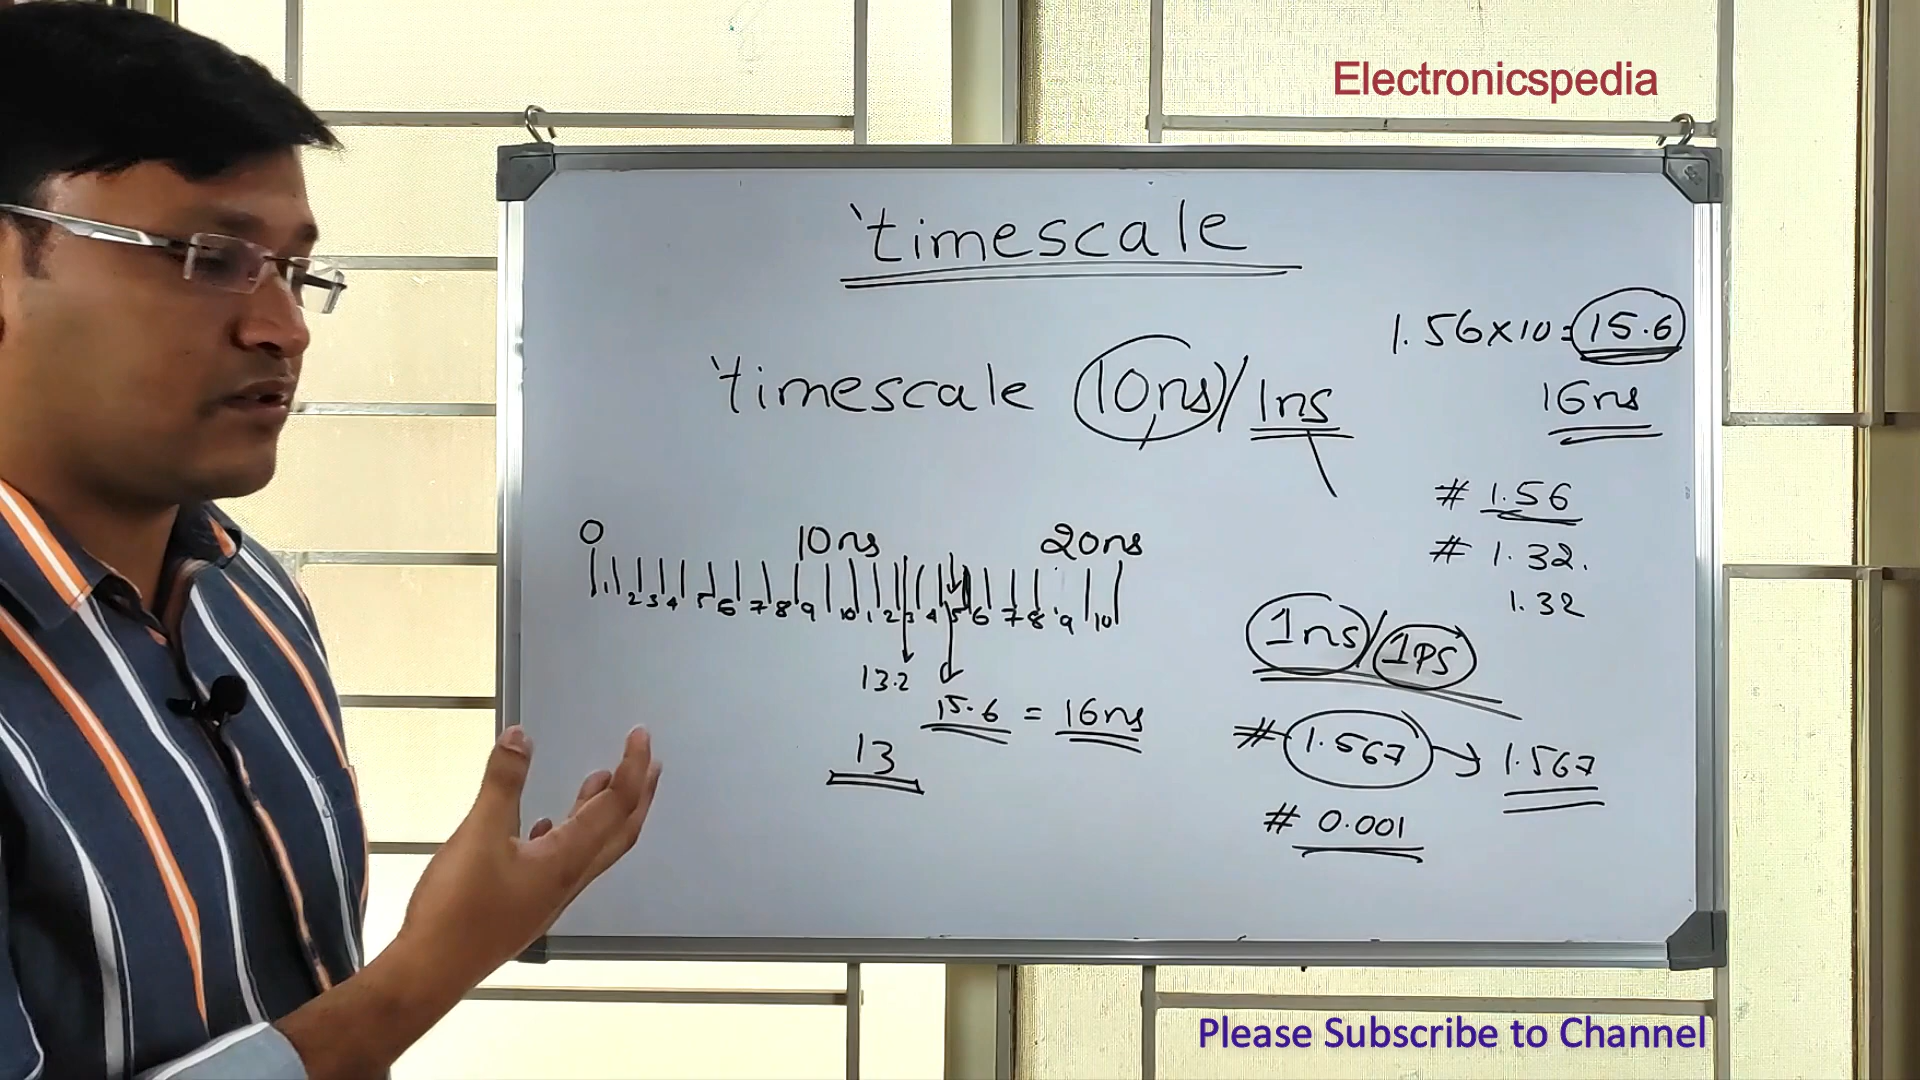 Electronicspedia
`timescale
1.56×10=15.6
`timescale 10ns/1ns
16ns
# 1.56
# 1.32.
1.32
0 10ns 20ns
1 2 3 4 5 6 7 8 9 10 1 2 3 4 5 6 7 8 9 10
1ns/1ps
13.2
15.6 = 16ns
# 1.567 → 1.567
13
# 0.001
Please Subscribe to Channel